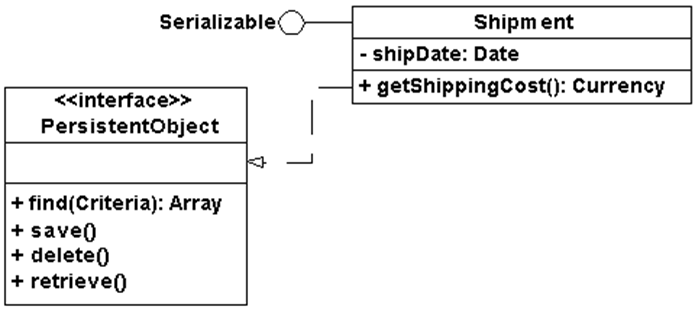 Serializable
Shipment
- shipDate: Date
+ getShippingCost(): Currency
<<interface>>
PersistentObject
+ find(Criteria): Array
+ save()
+ delete()
+ retrieve()